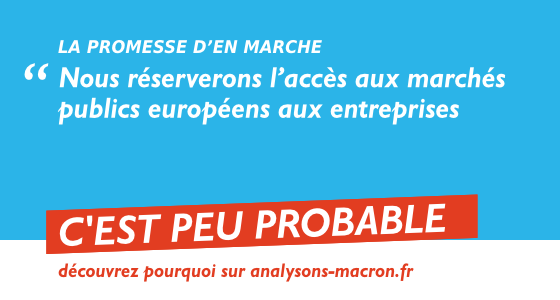 LA PROMESSE D’EN MARCHE
“ Nous réserverons l’accès aux marchés
publics européens aux entreprises
C'EST PEU PROBABLE
découvrez pourquoi sur analysons-macron.fr